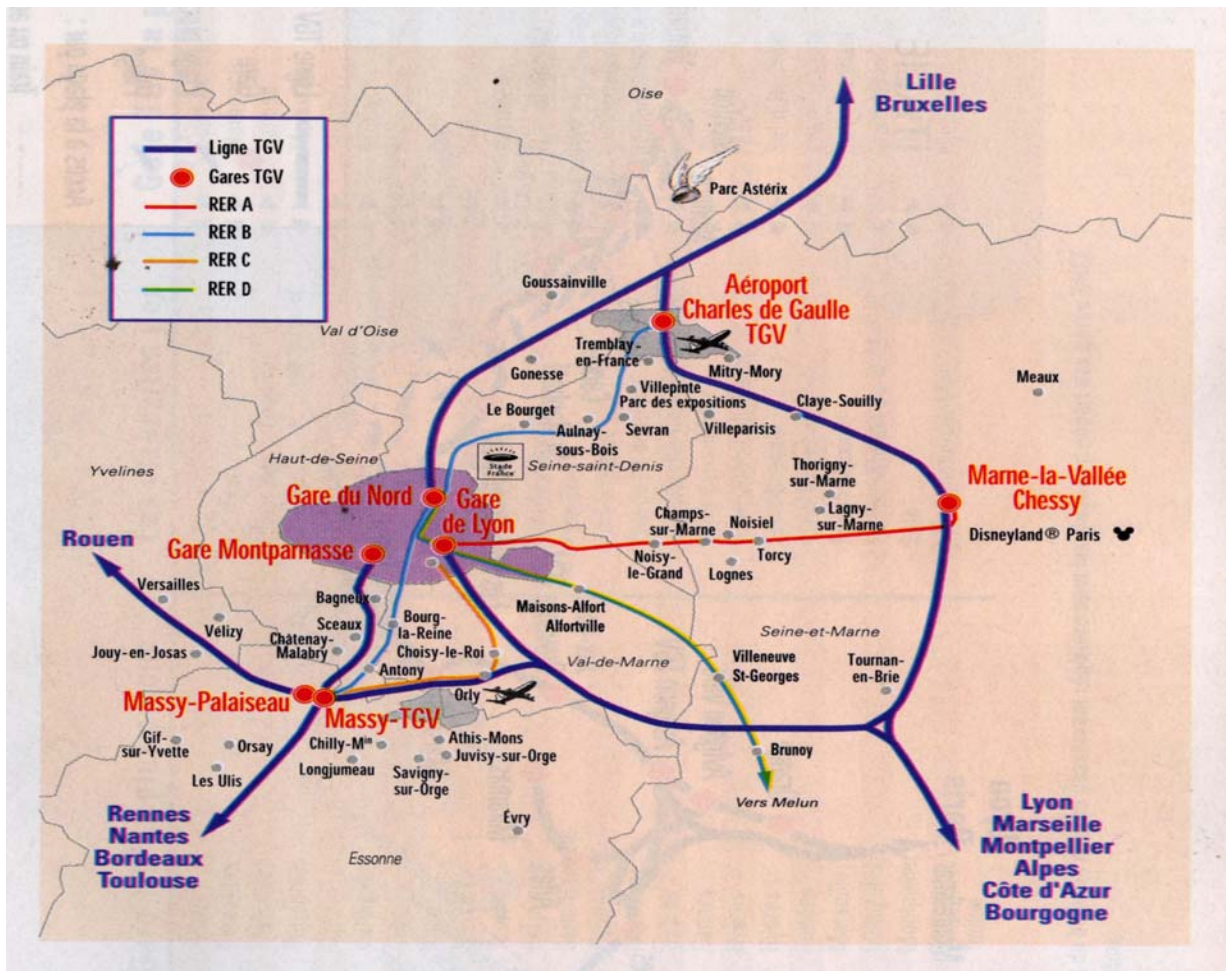 Lille
Bruxelles
Oise
Ligne TGV
Gares TGV
RER A
RER B
RER C
RER D
Parc Astérix
Goussainville
Aéroport
Charles de Gaulle
TGV
Val d'Oise
Tremblay-
en-France
Gonesse
Mitry-Mory
Meaux
Villepinte
Parc des expositions
Claye-Souilly
Le Bourget
Aulnay-
sous-Bois
Sevran
Villeparisis
Stade
France
Yvelines
Haut-de-Seine
Seine-saint-Denis
Thorigny-
sur-Marne
Marne-la-Vallée
Chessy
Gare du Nord
Gare
de Lyon
Champs-
sur-Marne
Noisiel
Lagny-
sur-Marne
Disneyland® Paris
Rouen
Gare Montparnasse
Noisy-
le-Grand
Torcy
Lognes
Versailles
Bagneux
Maisons-Alfort
Alfortville
Vélizy
Sceaux
Bourg-
la-Reine
Châtenay-
Malabry
Choisy-le-Roi
Seine-et-Marne
Jouy-en-Josas
Antony
Val-de-Marne
Villeneuve
St-Georges
Tournan-
en-Brie
Massy-Palaiseau
Massy-TGV
Orly
Gif-
sur-Yvette
Orsay
Chilly-Min
Athis-Mons
Juvisy-sur-Orge
Brunoy
Les Ulis
Longjumeau
Savigny-
sur-Orge
Vers Melun
Rennes
Nantes
Bordeaux
Toulouse
Évry
Essonne
Lyon
Marseille
Montpellier
Alpes
Côte d'Azur
Bourgogne